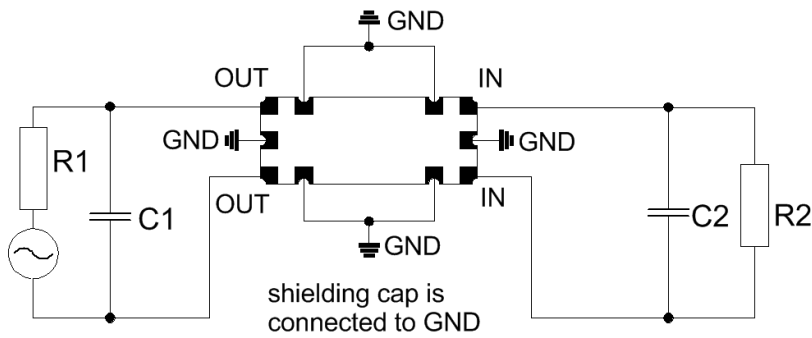 GND
OUT
IN
GND
GND
R1
C1
C2
R2
OUT
IN
GND
shielding cap is
connected to GND